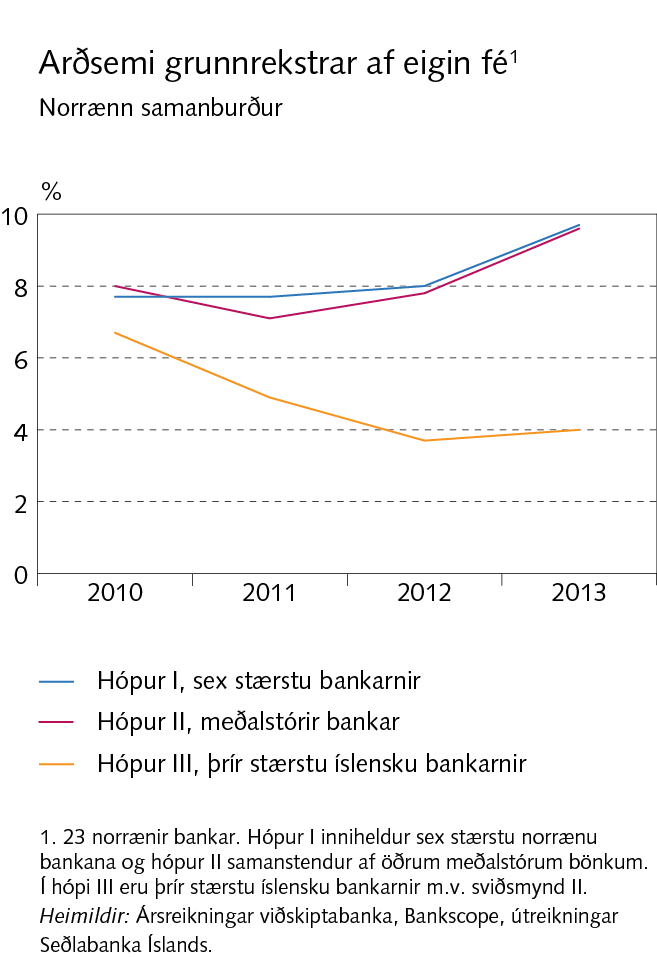 Arðsemi grunnrekstrar af eigin fé¹
Norrænn samanburður
%
10
8
6
4
2
0
2010 2011 2012 2013
Hópur I, sex stærstu bankarnir
Hópur II, meðalstórir bankar
Hópur III, þrír stærstu íslensku bankarnir
1. 23 norrænir bankar. Hópur I inniheldur sex stærstu norrænu
bankana og hópur II samanstendur af öðrum meðalstórum bönkum.
Í hópi III eru þrír stærstu íslensku bankarnir m.v. sviðsmynd II.
Heimildir: Ársreikningar viðskiptabanka, Bankscope, útreikningar
Seðlabanka Íslands.